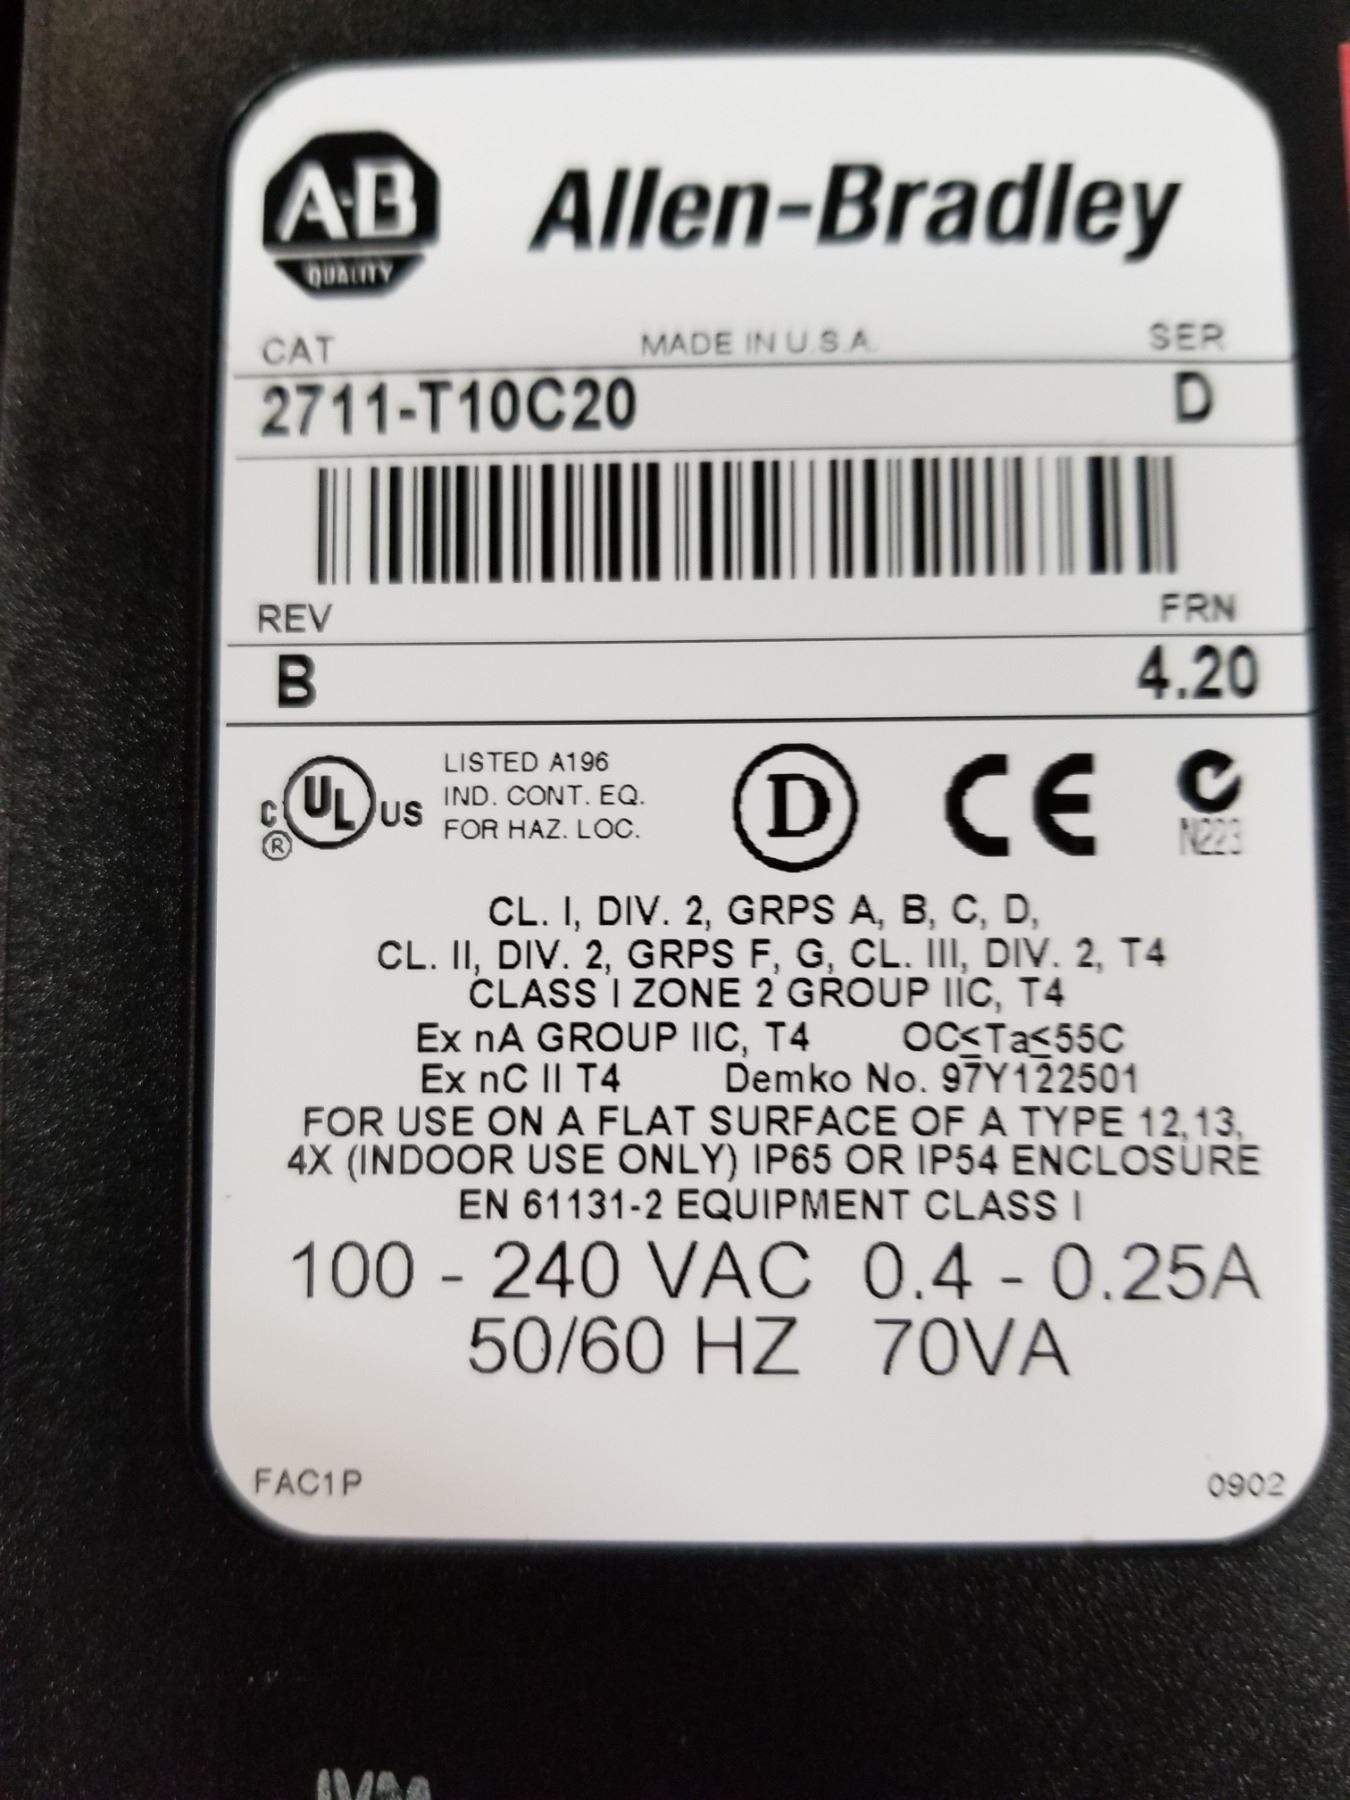 A·B
QUALITY
Allen-Bradley
CAT MADE IN U.S.A. SER
2711-T10C20 D
REV FRN
B 4.20
C UL US ®
LISTED A196
IND. CONT. EQ.
FOR HAZ. LOC.
D
CE
N223
CL. I, DIV. 2, GRPS A, B, C, D,
CL. II, DIV. 2, GRPS F, G, CL. III, DIV. 2, T4
CLASS I ZONE 2 GROUP IIC, T4
Ex nA GROUP IIC, T4 OC≤Ta≤55C
Ex nC II T4 Demko No. 97Y122501
FOR USE ON A FLAT SURFACE OF A TYPE 12,13,
4X (INDOOR USE ONLY) IP65 OR IP54 ENCLOSURE
EN 61131-2 EQUIPMENT CLASS I
100 - 240 VAC 0.4 - 0.25A
50/60 HZ 70VA
FAC1P 0902